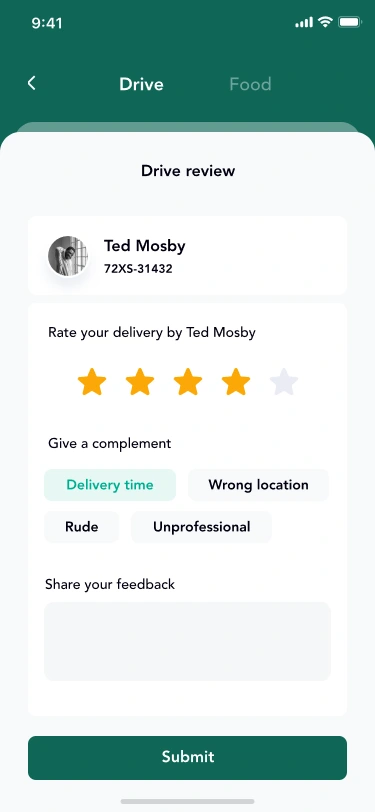 9:41
Drive Food
Drive review
Ted Mosby
72XS-31432
Rate your delivery by Ted Mosby
Give a complement
Delivery time Wrong location
Rude Unprofessional
Share your feedback
Submit